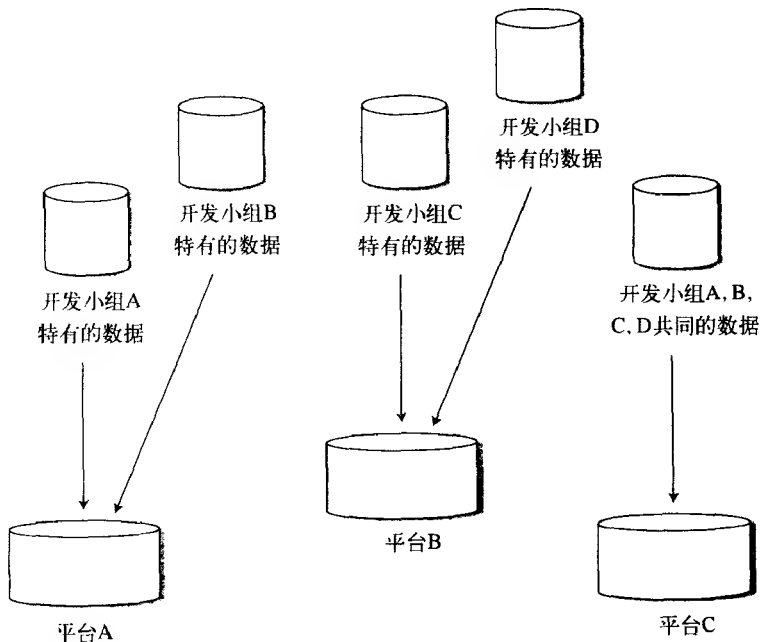 开发小组D
特有的数据
开发小组B
特有的数据
开发小组C
特有的数据
开发小组A
特有的数据
开发小组A, B,
C, D共同的数据
平台B
平台A
平台C